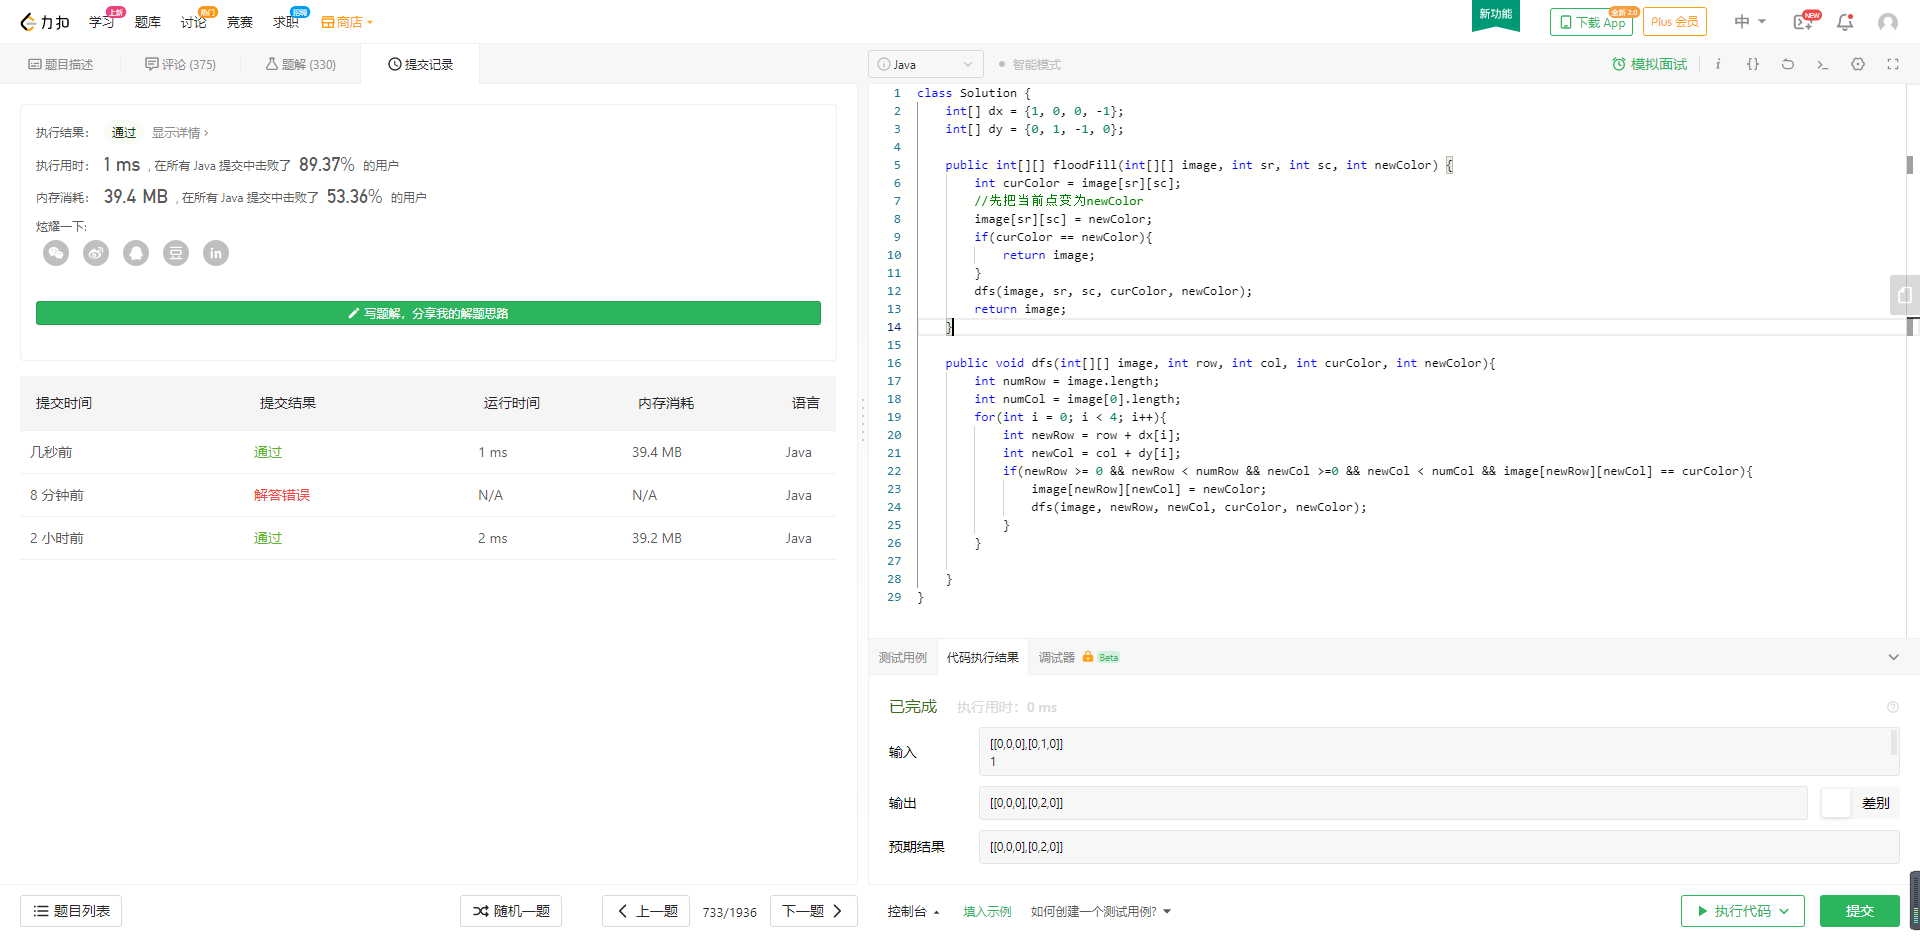 力扣
学习
上新
题库
讨论
热门
竞赛
求职
招聘
商店
新功能
下载 App
全新 2.0
Plus 会员
中
NEW
题目描述
评论 (375)
题解 (330)
提交记录
Java
智能模式
模拟面试
执行结果：
通过
显示详情 ›
执行用时：
1 ms , 在所有 Java 提交中击败了 89.37% 的用户
内存消耗：
39.4 MB , 在所有 Java 提交中击败了 53.36% 的用户
炫耀一下:
写题解，分享我的解题思路
提交时间 提交结果 运行时间 内存消耗 语言
几秒前 通过 1 ms 39.4 MB Java
8 分钟前 解答错误 N/A N/A Java
2 小时前 通过 2 ms 39.2 MB Java
1 class Solution {
2 int[] dx = {1, 0, 0, -1};
3 int[] dy = {0, 1, -1, 0};
4
5 public int[][] floodFill(int[][] image, int sr, int sc, int newColor) {
6 int curColor = image[sr][sc];
7 //先把当前点变为newColor
8 image[sr][sc] = newColor;
9 if(curColor == newColor){
10 return image;
11 }
12 dfs(image, sr, sc, curColor, newColor);
13 return image;
14 }
15
16 public void dfs(int[][] image, int row, int col, int curColor, int newColor){
17 int numRow = image.length;
18 int numCol = image[0].length;
19 for(int i = 0; i < 4; i++){
20 int newRow = row + dx[i];
21 int newCol = col + dy[i];
22 if(newRow >= 0 && newRow < numRow && newCol >=0 && newCol < numCol && image[newRow][newCol] == curColor){
23 image[newRow][newCol] = newColor;
24 dfs(image, newRow, newCol, curColor, newColor);
25 }
26 }
27
28 }
29 }
测试用例
代码执行结果
调试器
Beta
已完成
执行用时：0 ms
输入
[[0,0,0],[0,1,0]]
1
输出
[[0,0,0],[0,2,0]]
差别
预期结果
[[0,0,0],[0,2,0]]
题目列表
随机一题
上一题
733/1936
下一题
控制台
填入示例
如何创建一个测试用例?
执行代码
提交